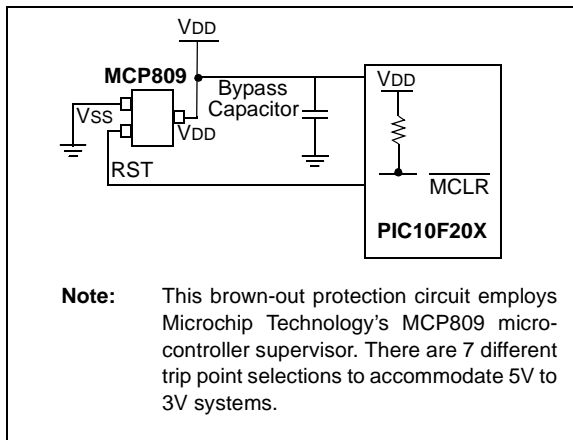 VDD
MCP809
Bypass
Capacitor
VDD
VSS
VDD
RST
MCLR
PIC10F20X
Note: This brown-out protection circuit employs
Microchip Technology's MCP809 micro-
controller supervisor. There are 7 different
trip point selections to accommodate 5V to
3V systems.